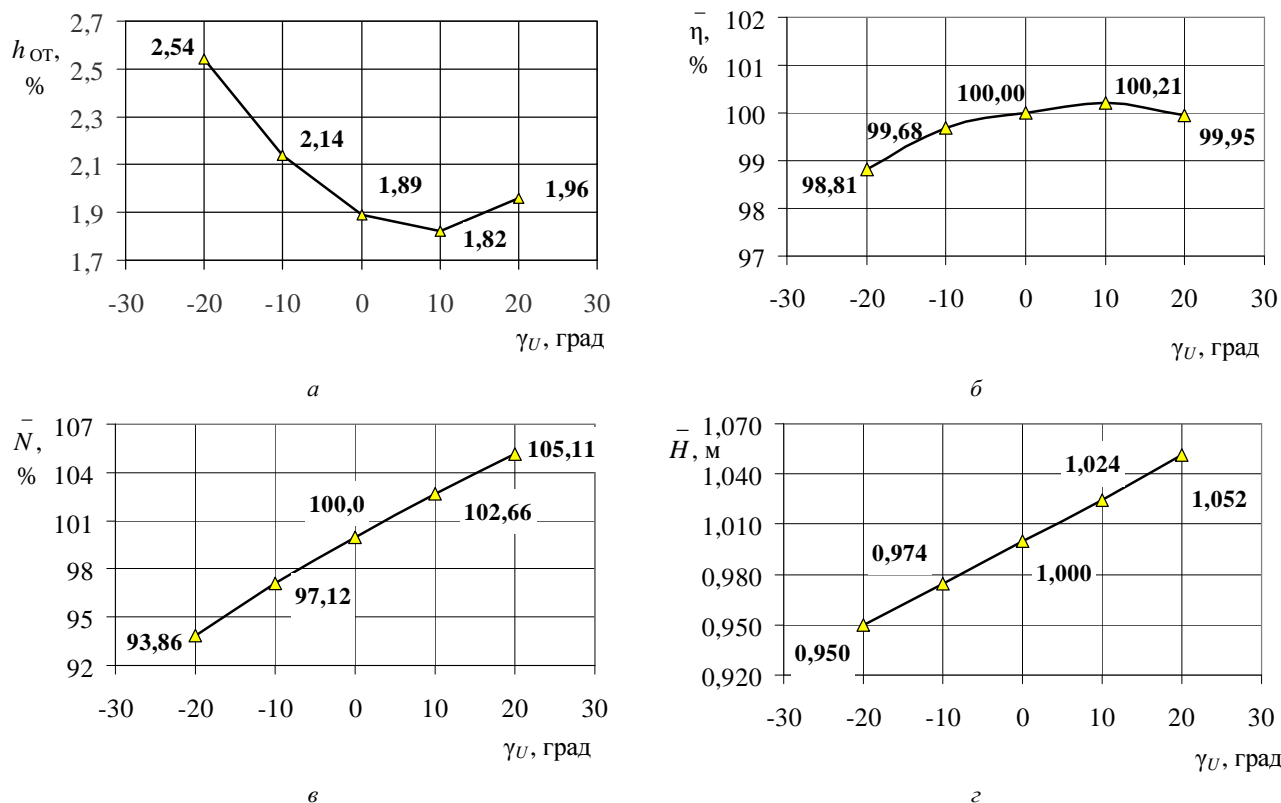 2,7
h ОТ,
%
2,5
2,3
2,1
1,9
1,7
2,54
2,14
1,89
1,82
1,96
-30 -20 -10 0 10 20 30
γU, град
а
102
η̄,
%
101
100
99
98
97
98,81
99,68
100,00
100,21
99,95
-30 -20 -10 0 10 20 30
γU, град
б
107
N̄,
%
104
101
98
95
92
93,86
97,12
100,0
102,66
105,11
-30 -20 -10 0 10 20 30
γU, град
в
1,070
H̄, м
1,040
1,010
0,980
0,950
0,920
0,950
0,974
1,000
1,024
1,052
-30 -20 -10 0 10 20 30
γU, град
г